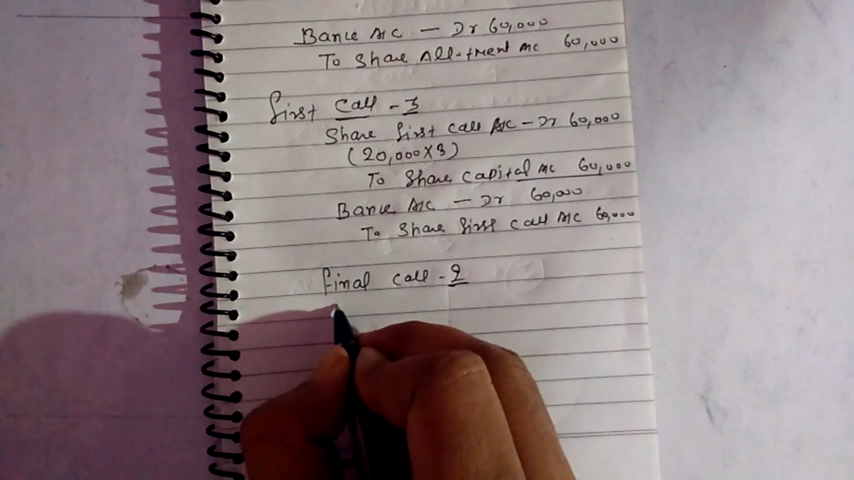 Bank A/c — Dr 60,000
To Share Allotment A/c 60,000
First Call - 3
Share first call A/c - Dr 60,000
(20,000×3)
To Share Capital A/c 60,000
Bank A/c — Dr 60,000
To Share first call A/c 60,000
Final call - 2